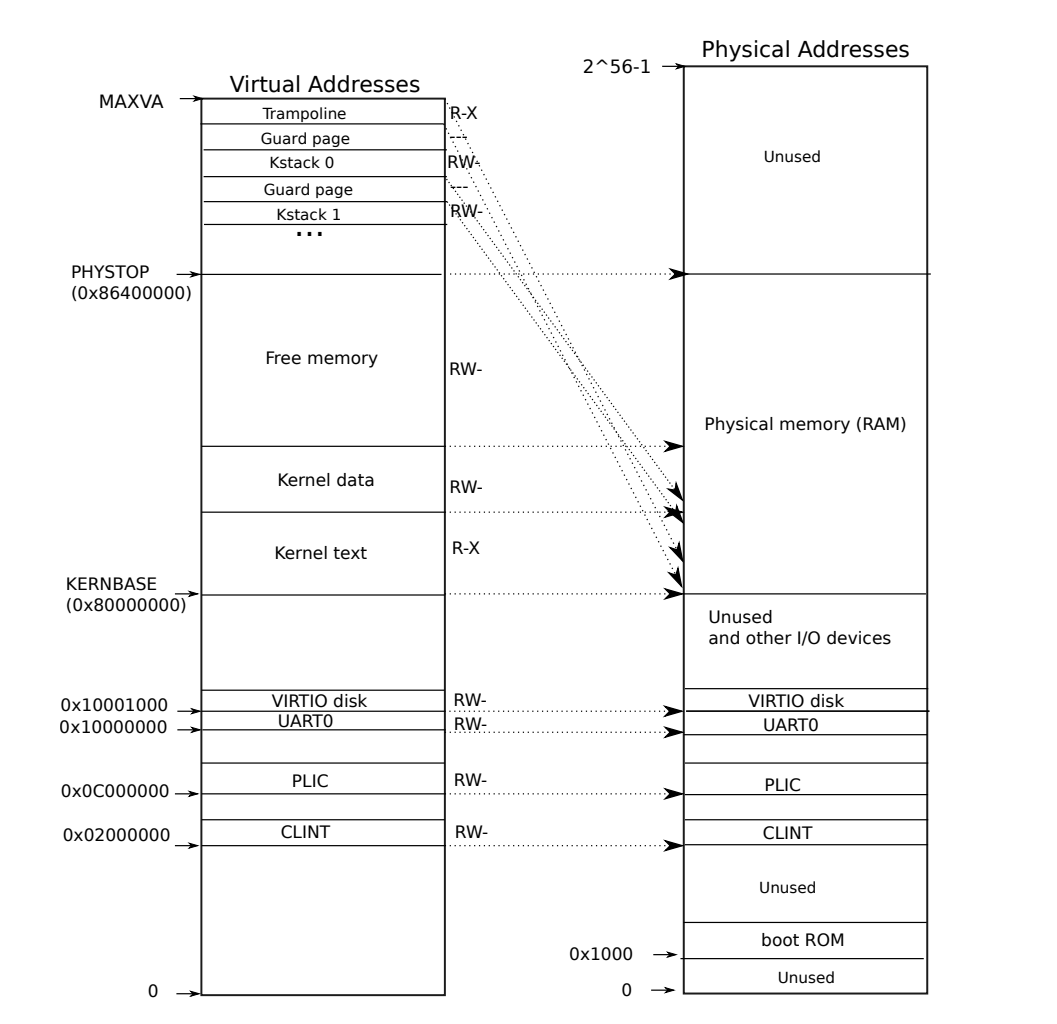 Physical Addresses
2^56-1
Virtual Addresses
MAXVA
Trampoline
R-X
Guard page
---
Kstack 0
RW-
Guard page
---
Kstack 1
RW-
...
Unused
PHYSTOP
(0x86400000)
Free memory
RW-
Physical memory (RAM)
Kernel data
RW-
Kernel text
R-X
KERNBASE
(0x80000000)
Unused
and other I/O devices
0x10001000
VIRTIO disk
RW-
VIRTIO disk
0x10000000
UART0
RW-
UART0
0x0C000000
PLIC
RW-
PLIC
0x02000000
CLINT
RW-
CLINT
Unused
boot ROM
0x1000
Unused
0
0